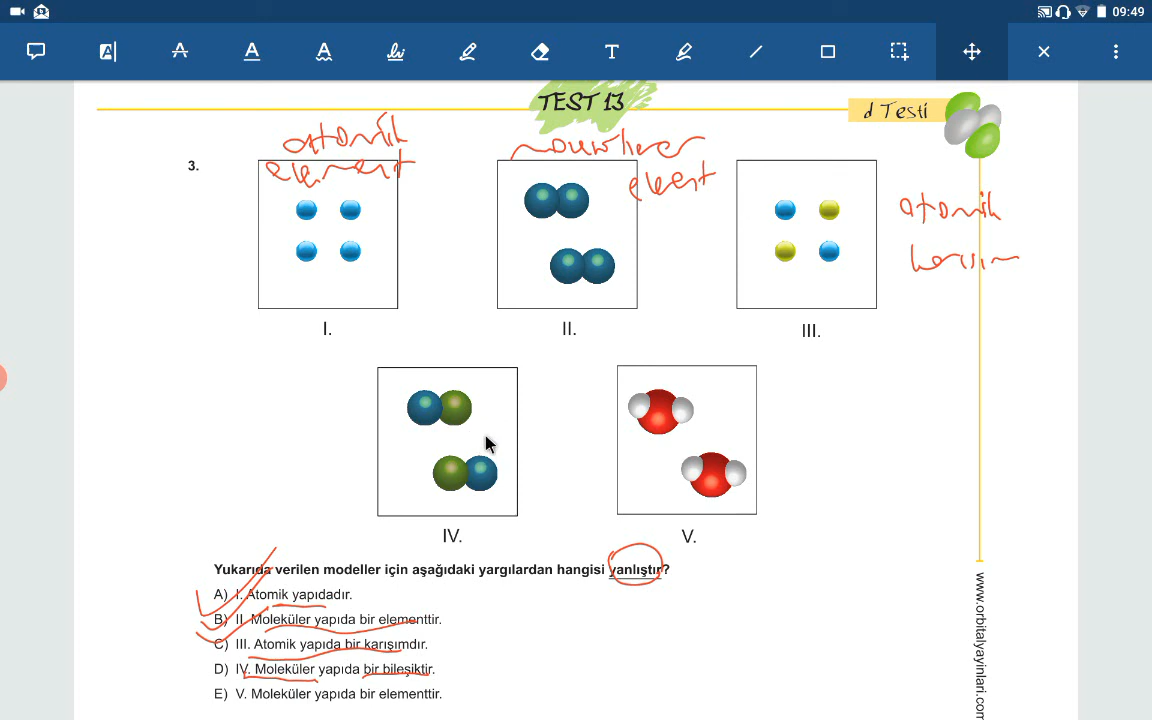 09:49
TEST 13
d Testi
3.
atomik
element
moleküler
element
atomik
karışım
I.
II.
III.
IV.
V.
Yukarıda verilen modeller için aşağıdaki yargılardan hangisi yanlıştır?
A) I. Atomik yapıdadır.
B) II. Moleküler yapıda bir elementtir.
C) III. Atomik yapıda bir karışımdır.
D) IV. Moleküler yapıda bir bileşiktir.
E) V. Moleküler yapıda bir elementtir.
www.orbitalyayinlari.com